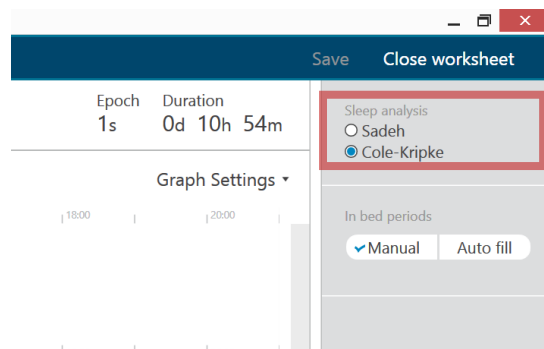 Save Close worksheet
Epoch Duration
1s 0d 10h 54m
Graph Settings
18:00 20:00
Sleep analysis
Sadeh
Cole-Kripke
In bed periods
Manual Auto fill